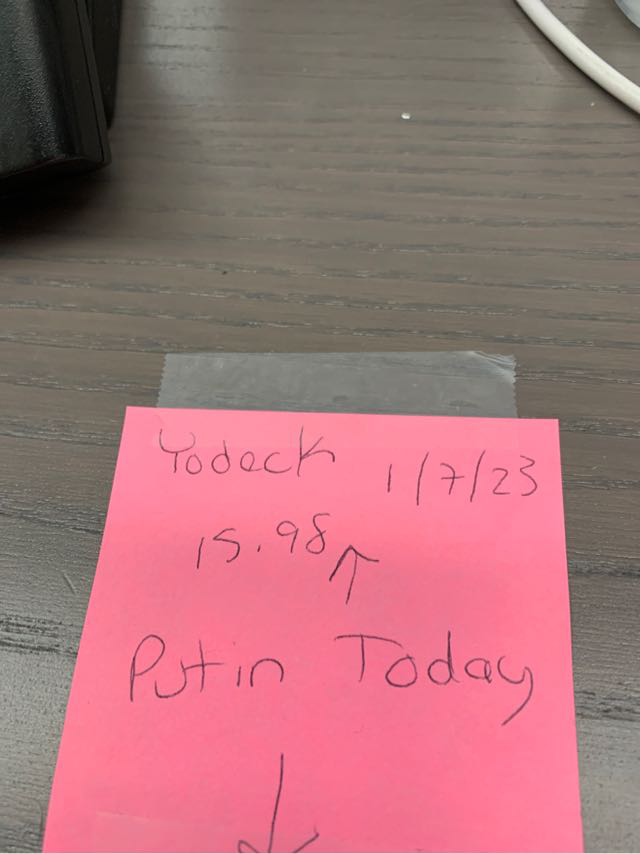 Yodeck 1/7/23
15.98 ↑
Put in Today
↓